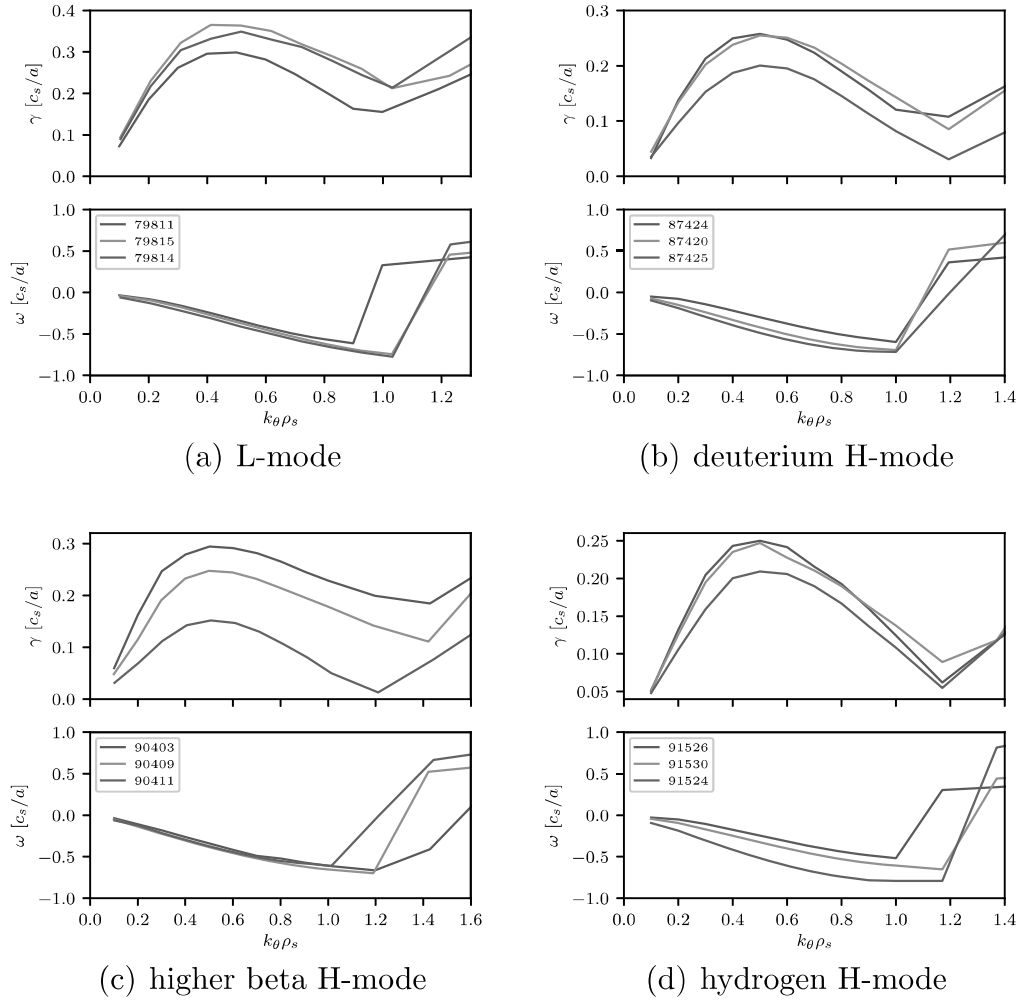 0.4
0.3
0.2
0.1
0.0
γ [c_s/a]
1.0
0.5
0.0
−0.5
−1.0
ω [c_s/a]
79811
79815
79814
0.0 0.2 0.4 0.6 0.8 1.0 1.2
k_θρ_s
(a) L-mode
0.3
0.2
0.1
0.0
γ [c_s/a]
1.0
0.5
0.0
−0.5
−1.0
ω [c_s/a]
87424
87420
87425
0.0 0.2 0.4 0.6 0.8 1.0 1.2 1.4
k_θρ_s
(b) deuterium H-mode
0.3
0.2
0.1
0.0
γ [c_s/a]
1.0
0.5
0.0
−0.5
−1.0
ω [c_s/a]
90403
90409
90411
0.0 0.2 0.4 0.6 0.8 1.0 1.2 1.4 1.6
k_θρ_s
(c) higher beta H-mode
0.25
0.20
0.15
0.10
0.05
γ [c_s/a]
1.0
0.5
0.0
−0.5
−1.0
ω [c_s/a]
91526
91530
91524
0.0 0.2 0.4 0.6 0.8 1.0 1.2 1.4
k_θρ_s
(d) hydrogen H-mode